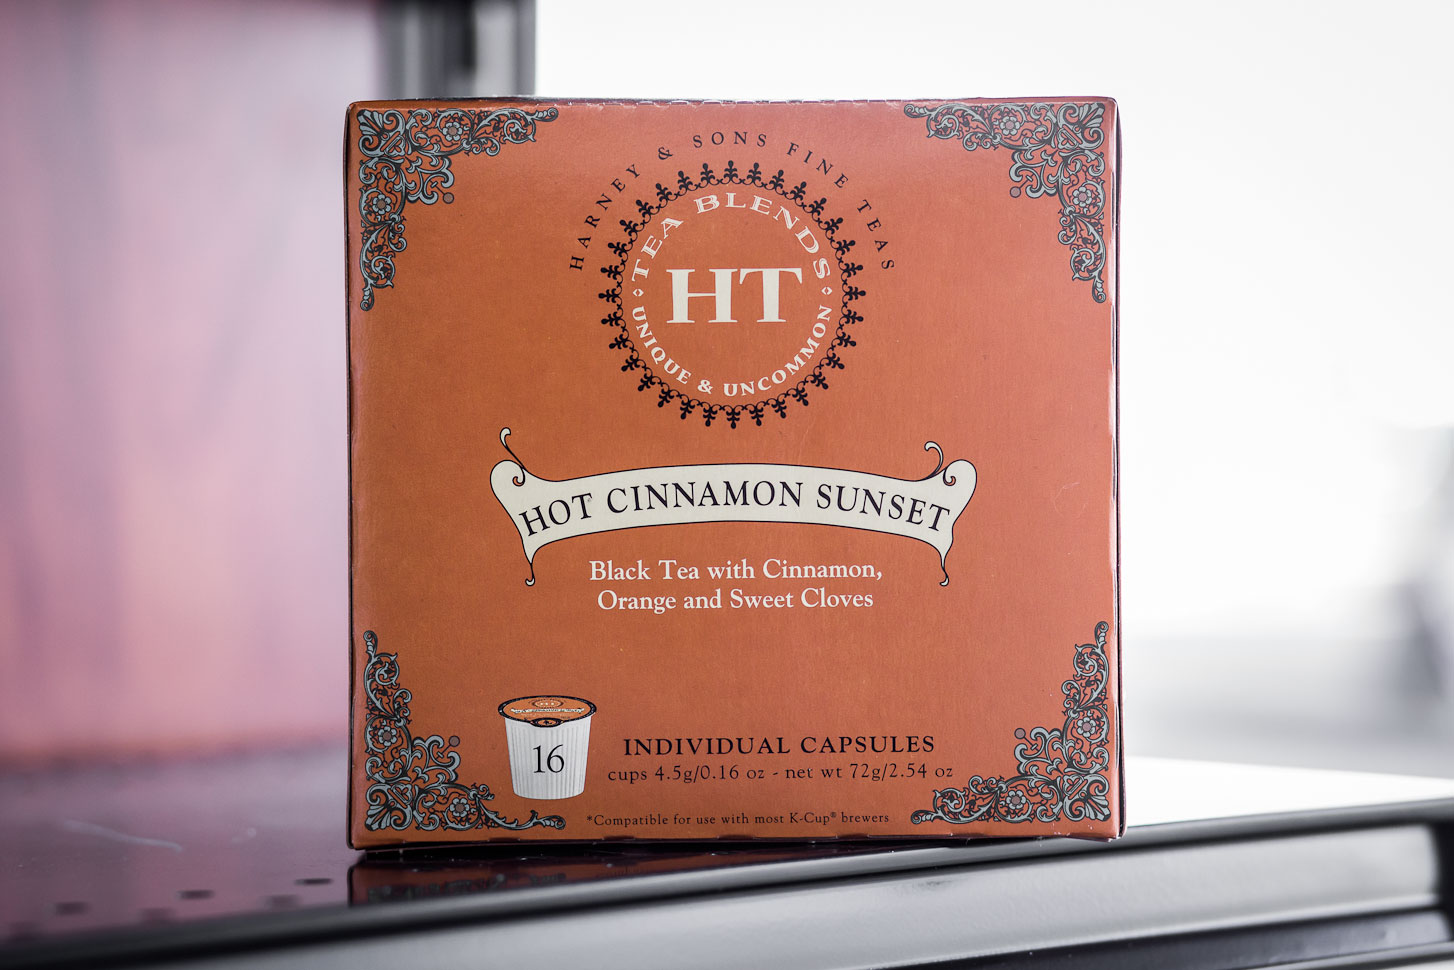 HARNEY & SONS FINE TEAS
TEA BLENDS
HT
UNIQUE & UNCOMMON
HOT CINNAMON SUNSET
Black Tea with Cinnamon,
Orange and Sweet Cloves
16
INDIVIDUAL CAPSULES
cups 4.5g/0.16 oz - net wt 72g/2.54 oz
*Compatible for use with most K-Cup® brewers